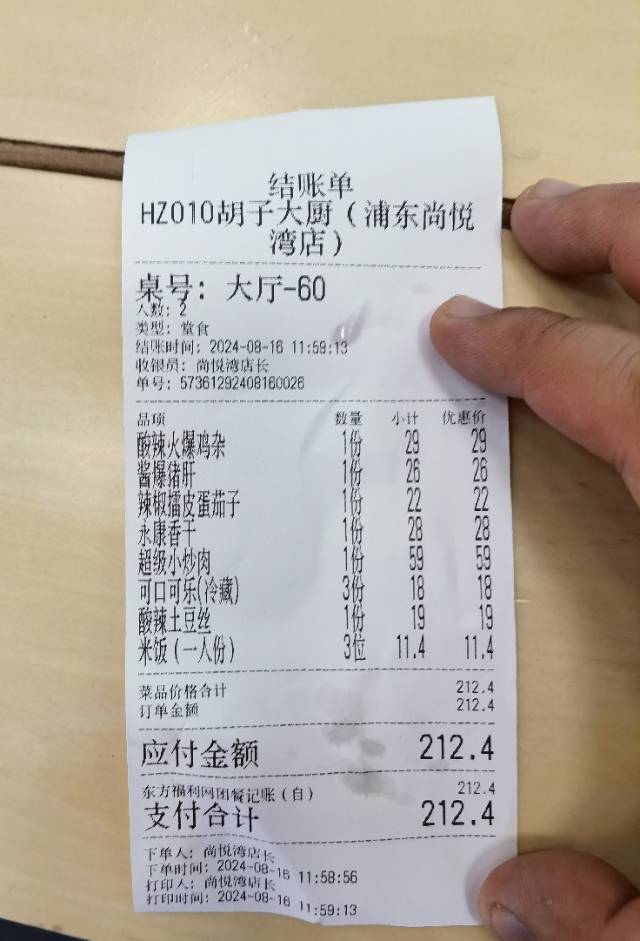 结账单
HZ010胡子大厨（浦东尚悦
湾店）
桌号：大厅-60
人数：2
类型：堂食
结账时间：2024-08-16 11:59:13
收银员：尚悦湾店长
单号：57361292408160026
品项 数量 小计 优惠价
酸辣火爆鸡杂 1份 29 29
酱爆猪肝 1份 26 26
辣椒擂皮蛋茄子 1份 22 22
永康香干 1份 28 28
超级小炒肉 1份 59 59
可口可乐(冷藏) 3份 18 18
酸辣土豆丝 1份 19 19
米饭（一人份） 3位 11.4 11.4
菜品价格合计 212.4
订单金额 212.4
应付金额 212.4
东方福利网团餐记账（自） 212.4
支付合计 212.4
下单人：尚悦湾店长
下单时间：2024-08-16 11:58:56
打印人：尚悦湾店长
打印时间：2024-08-16 11:59:13